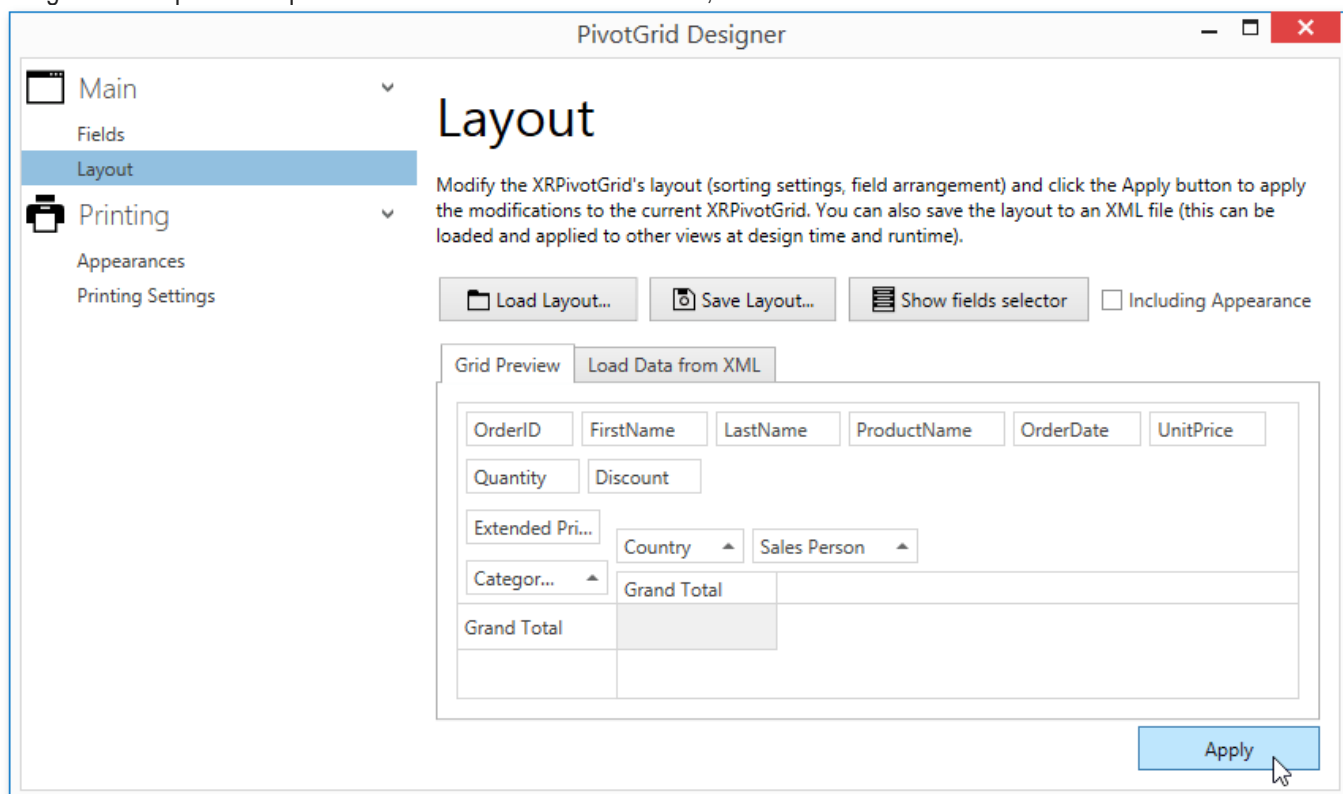 PivotGrid Designer
Main
Fields
Layout
Printing
Appearances
Printing Settings
Layout
Modify the XRPivotGrid's layout (sorting settings, field arrangement) and click the Apply button to apply
the modifications to the current XRPivotGrid. You can also save the layout to an XML file (this can be
loaded and applied to other views at design time and runtime).
Load Layout... Save Layout... Show fields selector Including Appearance
Grid Preview Load Data from XML
OrderID FirstName LastName ProductName OrderDate UnitPrice
Quantity Discount
Extended Pri...
Country Sales Person
Categor...
Grand Total
Grand Total
Apply